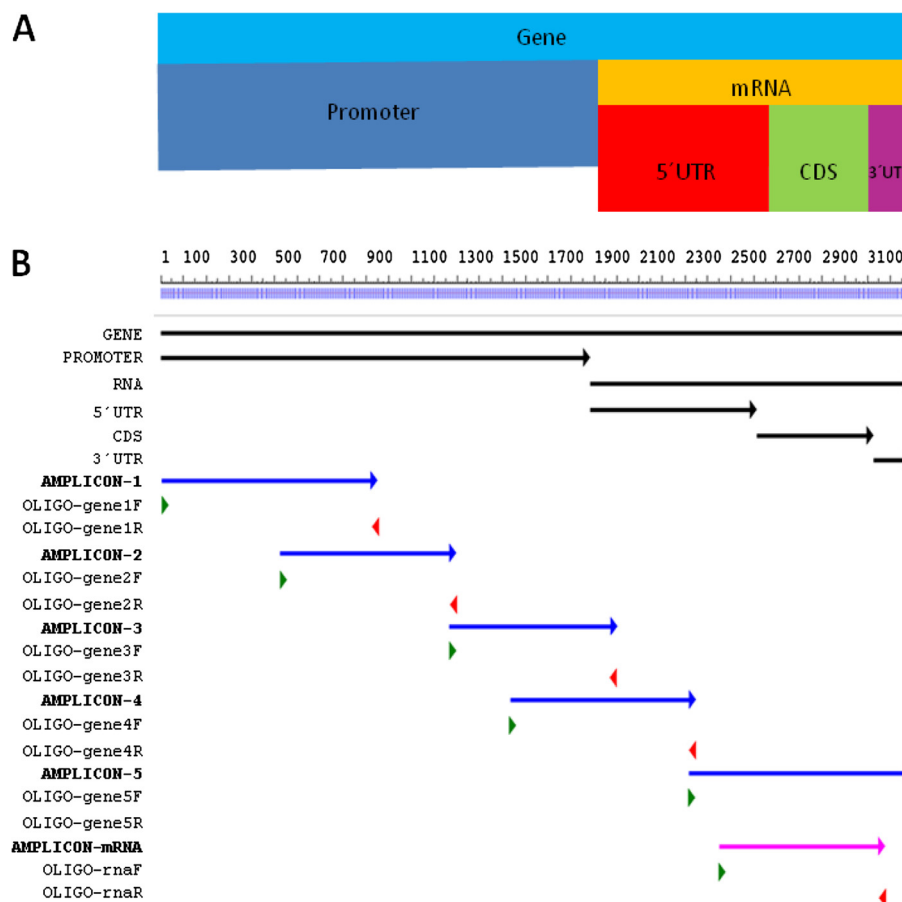 A
Gene
mRNA
Promoter
5´UTR
CDS
3´UT
B
1 100 300 500 700 900 1100 1300 1500 1700 1900 2100 2300 2500 2700 2900 3100
GENE
PROMOTER
RNA
5´UTR
CDS
3´UTR
AMPLICON-1
OLIGO-gene1F
OLIGO-gene1R
AMPLICON-2
OLIGO-gene2F
OLIGO-gene2R
AMPLICON-3
OLIGO-gene3F
OLIGO-gene3R
AMPLICON-4
OLIGO-gene4F
OLIGO-gene4R
AMPLICON-5
OLIGO-gene5F
OLIGO-gene5R
AMPLICON-mRNA
OLIGO-rnaF
OLIGO-rnaR